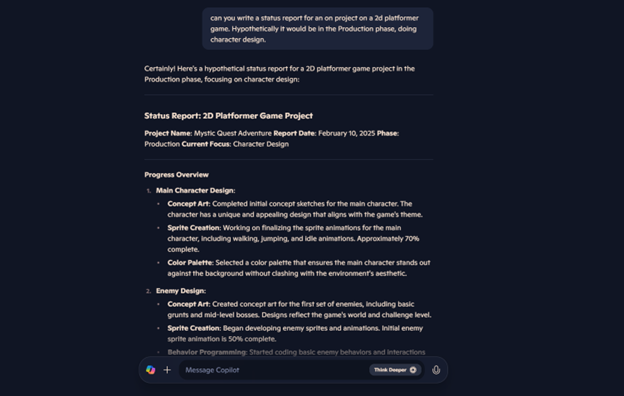 can you write a status report for an on project on a 2d platformer
game. Hypothetically it would be in the Production phase, doing
character design.
Certainly! Here's a hypothetical status report for a 2D platformer game project in the
Production phase, focusing on character design:
Status Report: 2D Platformer Game Project
Project Name: Mystic Quest Adventure Report Date: February 10, 2025 Phase:
Production Current Focus: Character Design
Progress Overview
1. Main Character Design:
• Concept Art: Completed initial concept sketches for the main character. The
character has a unique and appealing design that aligns with the game's theme.
• Sprite Creation: Working on finalizing the sprite animations for the main
character, including walking, jumping, and idle animations. Approximately 70%
complete.
• Color Palette: Selected a color palette that ensures the main character stands out
against the background without clashing with the environment's aesthetic.
2. Enemy Design:
• Concept Art: Created concept art for the first set of enemies, including basic
grunts and mid-level bosses. Designs reflect the game's world and challenge level.
• Sprite Creation: Began developing enemy sprites and animations. Initial enemy
sprite animation is 50% complete.
• Behavior Programming: Started coding basic enemy behaviors and interactions
Message Copilot
Think Deeper